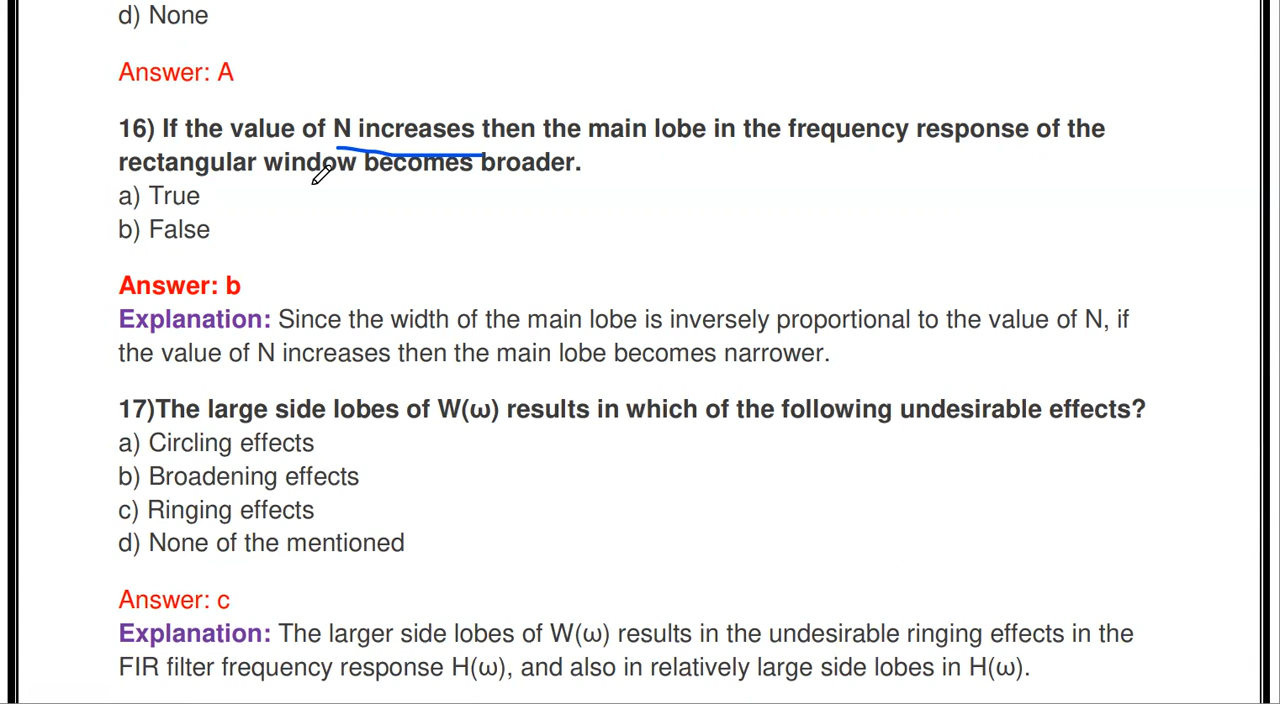 d) None
Answer: A
16) If the value of N increases then the main lobe in the frequency response of the
rectangular window becomes broader.
a) True
b) False
Answer: b
Explanation: Since the width of the main lobe is inversely proportional to the value of N, if
the value of N increases then the main lobe becomes narrower.
17)The large side lobes of W(ω) results in which of the following undesirable effects?
a) Circling effects
b) Broadening effects
c) Ringing effects
d) None of the mentioned
Answer: c
Explanation: The larger side lobes of W(ω) results in the undesirable ringing effects in the
FIR filter frequency response H(ω), and also in relatively large side lobes in H(ω).